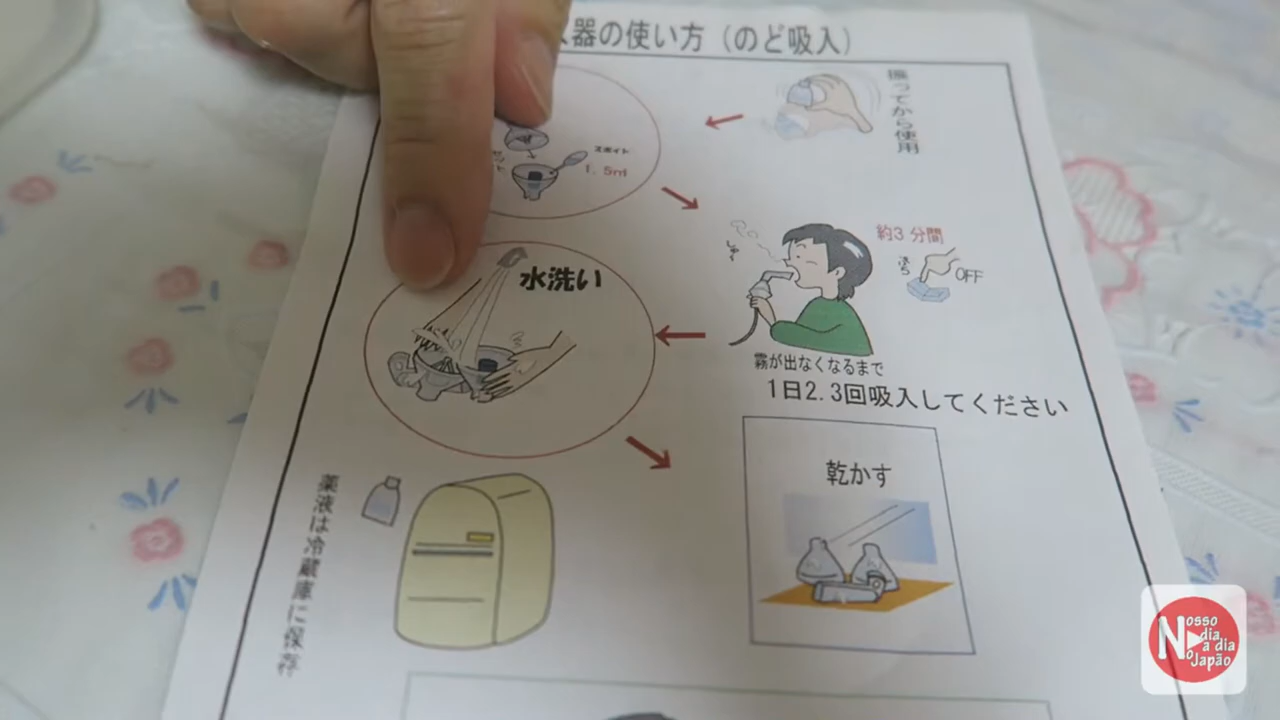 器の使い方（のど吸入）
振ってから使用
スポイト
1.5ml
約3分間
OFF
水洗い
霧が出なくなるまで
1日2.3回吸入してください
乾かす
薬液は冷蔵庫に保存
Nosso
dia
a dia
no Japão